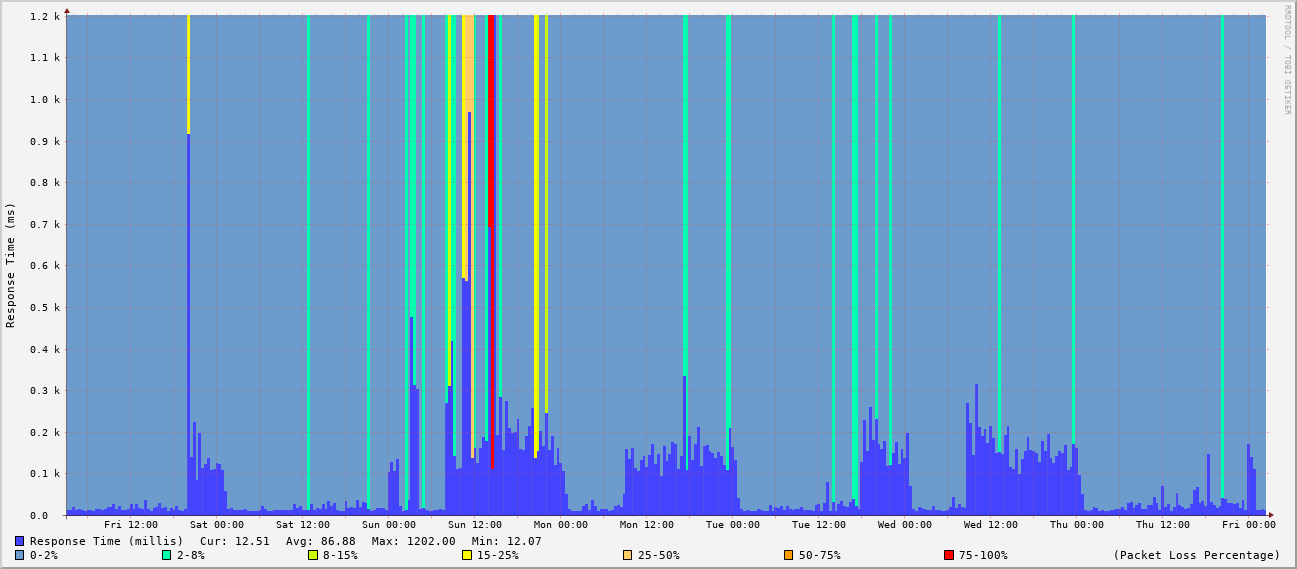 1.2 k
1.1 k
1.0 k
0.9 k
0.8 k
0.7 k
0.6 k
0.5 k
0.4 k
0.3 k
0.2 k
0.1 k
0.0
Response Time (ms)
RRDTOOL / TOBI OETIKER
Fri 12:00 Sat 00:00 Sat 12:00 Sun 00:00 Sun 12:00 Mon 00:00 Mon 12:00 Tue 00:00 Tue 12:00 Wed 00:00 Wed 12:00 Thu 00:00 Thu 12:00 Fri 00:00
Response Time (millis) Cur: 12.51 Avg: 86.88 Max: 1202.00 Min: 12.07
0-2% 2-8% 8-15% 15-25% 25-50% 50-75% 75-100% (Packet Loss Percentage)